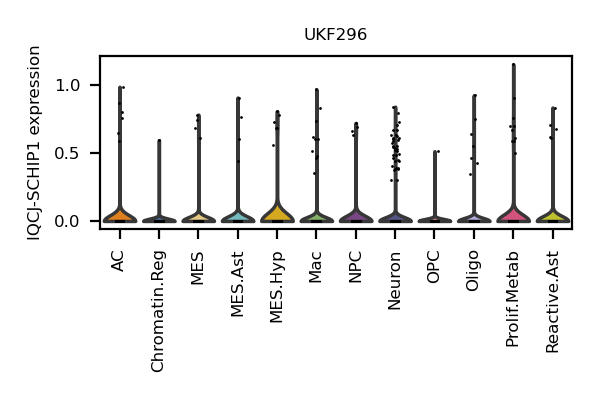 UKF296
IQCJ-SCHIP1 expression
1.0
0.5
0.0
AC
Chromatin.Reg
MES
MES.Ast
MES.Hyp
Mac
NPC
Neuron
OPC
Oligo
Prolif.Metab
Reactive.Ast